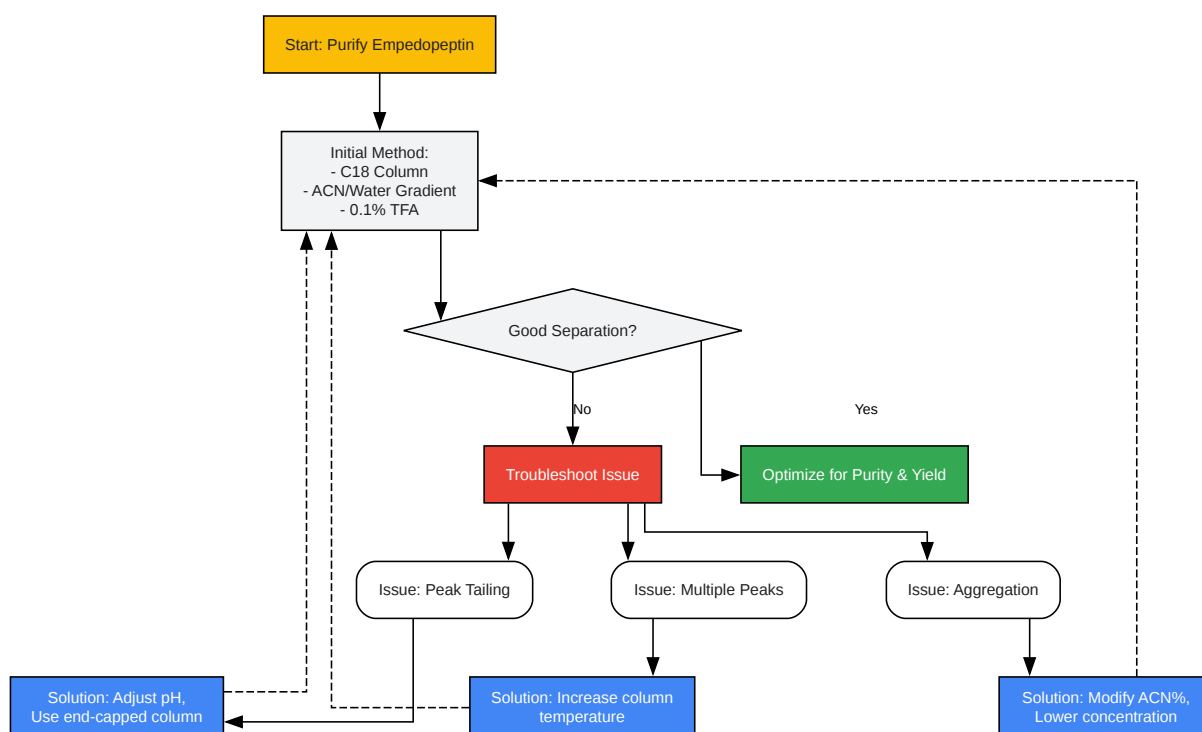 Start: Purify Empedopeptin
Initial Method:
- C18 Column
- ACN/Water Gradient
- 0.1% TFA
Good Separation?
No
Yes
Troubleshoot Issue
Optimize for Purity & Yield
Issue: Peak Tailing
Issue: Multiple Peaks
Issue: Aggregation
Solution: Adjust pH,
Use end-capped column
Solution: Increase column
temperature
Solution: Modify ACN%,
Lower concentration